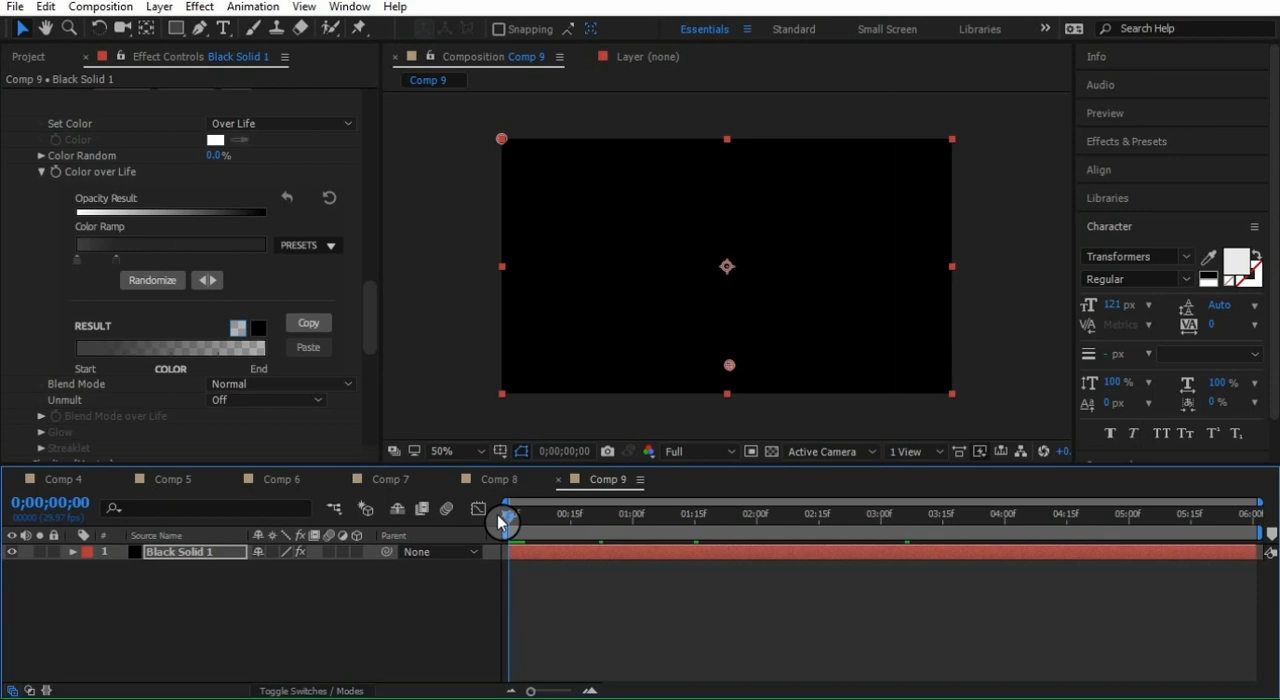 File Edit Composition Layer Effect Animation View Window Help
Snapping Essentials Standard Small Screen Libraries Search Help
Project Effect Controls Black Solid 1
Comp 9 • Black Solid 1
Set Color Over Life
Color
Color Random 0.0%
Color over Life
Opacity Result
Color Ramp
PRESETS
Randomize
RESULT Copy
Paste
Start COLOR End
Blend Mode Normal
Unmult Off
Blend Mode over Life
Glow
Streaklet
Composition Comp 9 Layer (none)
Comp 9
50% 0;00;00;00 Full Active Camera 1 View +0.
Info
Audio
Preview
Effects & Presets
Align
Libraries
Character
Transformers
Regular
121 px Auto
Metrics 0
- px
100 % 100 %
0 px 0 %
Comp 4 Comp 5 Comp 6 Comp 7 Comp 8 Comp 9
0;00;00;00
00000 (29.97 fps)
00:15f 01:00f 01:15f 02:00f 02:15f 03:00f 03:15f 04:00f 04:15f 05:00f 05:15f 06:00f
# Source Name Parent
1 Black Solid 1 None
Toggle Switches / Modes